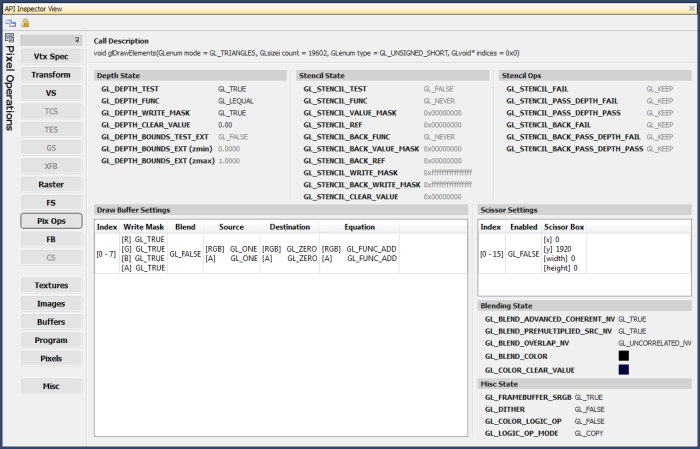 API Inspector View
Pixel Operations
Vtx Spec
Transform
VS
TCS
TES
GS
XFB
Raster
FS
Pix Ops
FB
CS
Textures
Images
Buffers
Program
Pixels
Misc
Call Description
void glDrawElements(GLenum mode = GL_TRIANGLES, GLsizei count = 19602, GLenum type = GL_UNSIGNED_SHORT, GLvoid* indices = 0x0)
Depth State
GL_DEPTH_TEST GL_TRUE
GL_DEPTH_FUNC GL_LEQUAL
GL_DEPTH_WRITE_MASK GL_TRUE
GL_DEPTH_CLEAR_VALUE 0.00
GL_DEPTH_BOUNDS_TEST_EXT GL_FALSE
GL_DEPTH_BOUNDS_EXT (zmin) 0.0000
GL_DEPTH_BOUNDS_EXT (zmax) 1.0000
Stencil State
GL_STENCIL_TEST GL_FALSE
GL_STENCIL_FUNC GL_NEVER
GL_STENCIL_VALUE_MASK 0x00000000
GL_STENCIL_REF 0x00000000
GL_STENCIL_BACK_FUNC GL_NEVER
GL_STENCIL_BACK_VALUE_MASK 0x00000000
GL_STENCIL_BACK_REF 0x00000000
GL_STENCIL_WRITE_MASK 0xffffffffffffffff
GL_STENCIL_BACK_WRITE_MASK 0xffffffffffffffff
GL_STENCIL_CLEAR_VALUE 0x00000000
Stencil Ops
GL_STENCIL_FAIL GL_KEEP
GL_STENCIL_PASS_DEPTH_FAIL GL_KEEP
GL_STENCIL_PASS_DEPTH_PASS GL_KEEP
GL_STENCIL_BACK_FAIL GL_KEEP
GL_STENCIL_BACK_PASS_DEPTH_FAIL GL_KEEP
GL_STENCIL_BACK_PASS_DEPTH_PASS GL_KEEP
Draw Buffer Settings
Index Write Mask Blend Source Destination Equation
[R] GL_TRUE
[G] GL_TRUE [RGB] GL_ONE [RGB] GL_ZERO [RGB] GL_FUNC_ADD
[0 - 7] GL_FALSE
[B] GL_TRUE [A] GL_ONE [A] GL_ZERO [A] GL_FUNC_ADD
[A] GL_TRUE
Scissor Settings
Index Enabled Scissor Box
[x] 0
[y] 1920
[0 - 15] GL_FALSE
[width] 0
[height] 0
Blending State
GL_BLEND_ADVANCED_COHERENT_NV GL_TRUE
GL_BLEND_PREMULTIPLIED_SRC_NV GL_TRUE
GL_BLEND_OVERLAP_NV GL_UNCORRELATED_NV
GL_BLEND_COLOR
GL_COLOR_CLEAR_VALUE
Misc State
GL_FRAMEBUFFER_SRGB GL_TRUE
GL_DITHER GL_FALSE
GL_COLOR_LOGIC_OP GL_FALSE
GL_LOGIC_OP_MODE GL_COPY